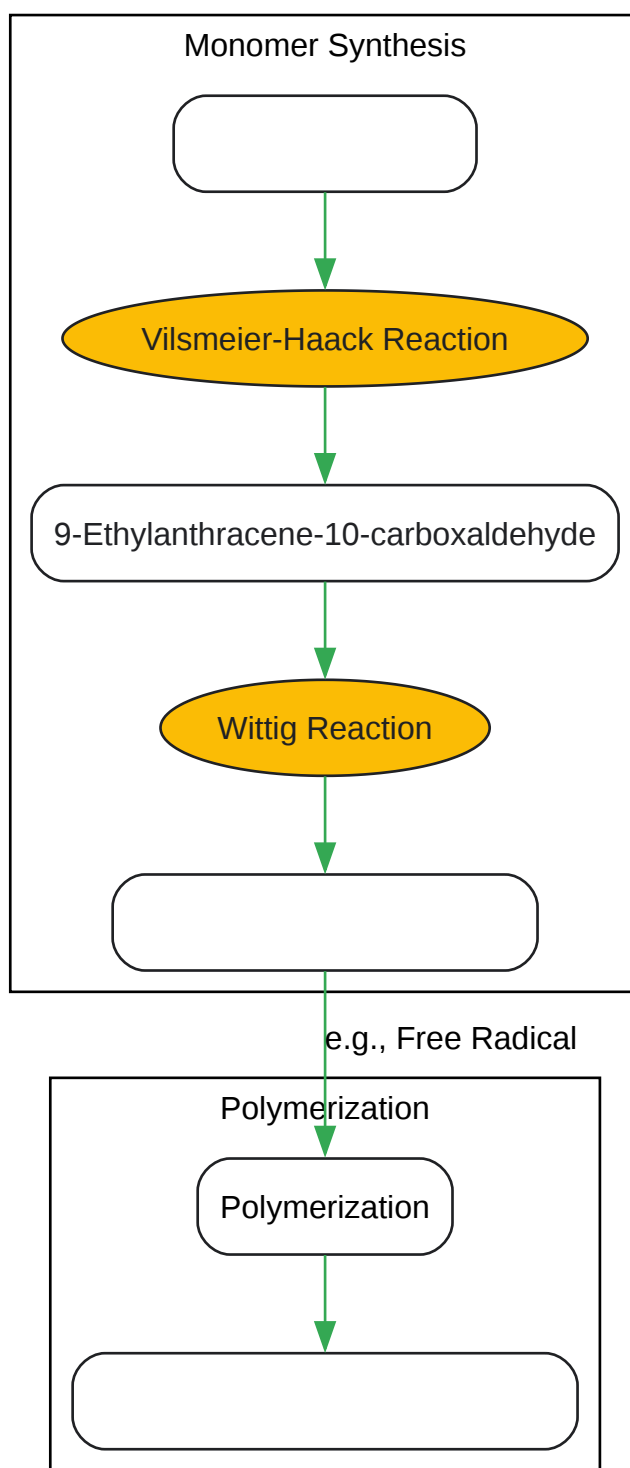 Monomer Synthesis
Vilsmeier-Haack Reaction
9-Ethylanthracene-10-carboxaldehyde
Wittig Reaction
e.g., Free Radical
Polymerization
Polymerization